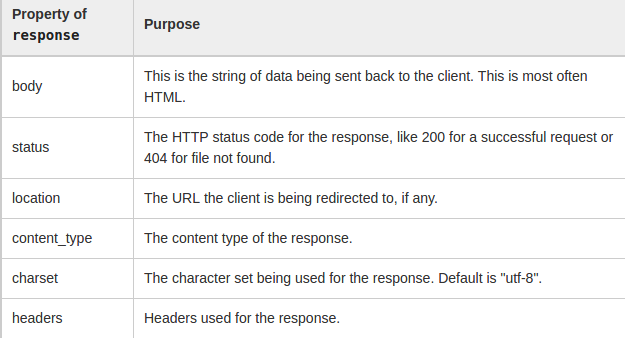 Property of
response
Purpose
body
This is the string of data being sent back to the client. This is most often
HTML.
status
The HTTP status code for the response, like 200 for a successful request or
404 for file not found.
location
The URL the client is being redirected to, if any.
content_type
The content type of the response.
charset
The character set being used for the response. Default is "utf-8".
headers
Headers used for the response.